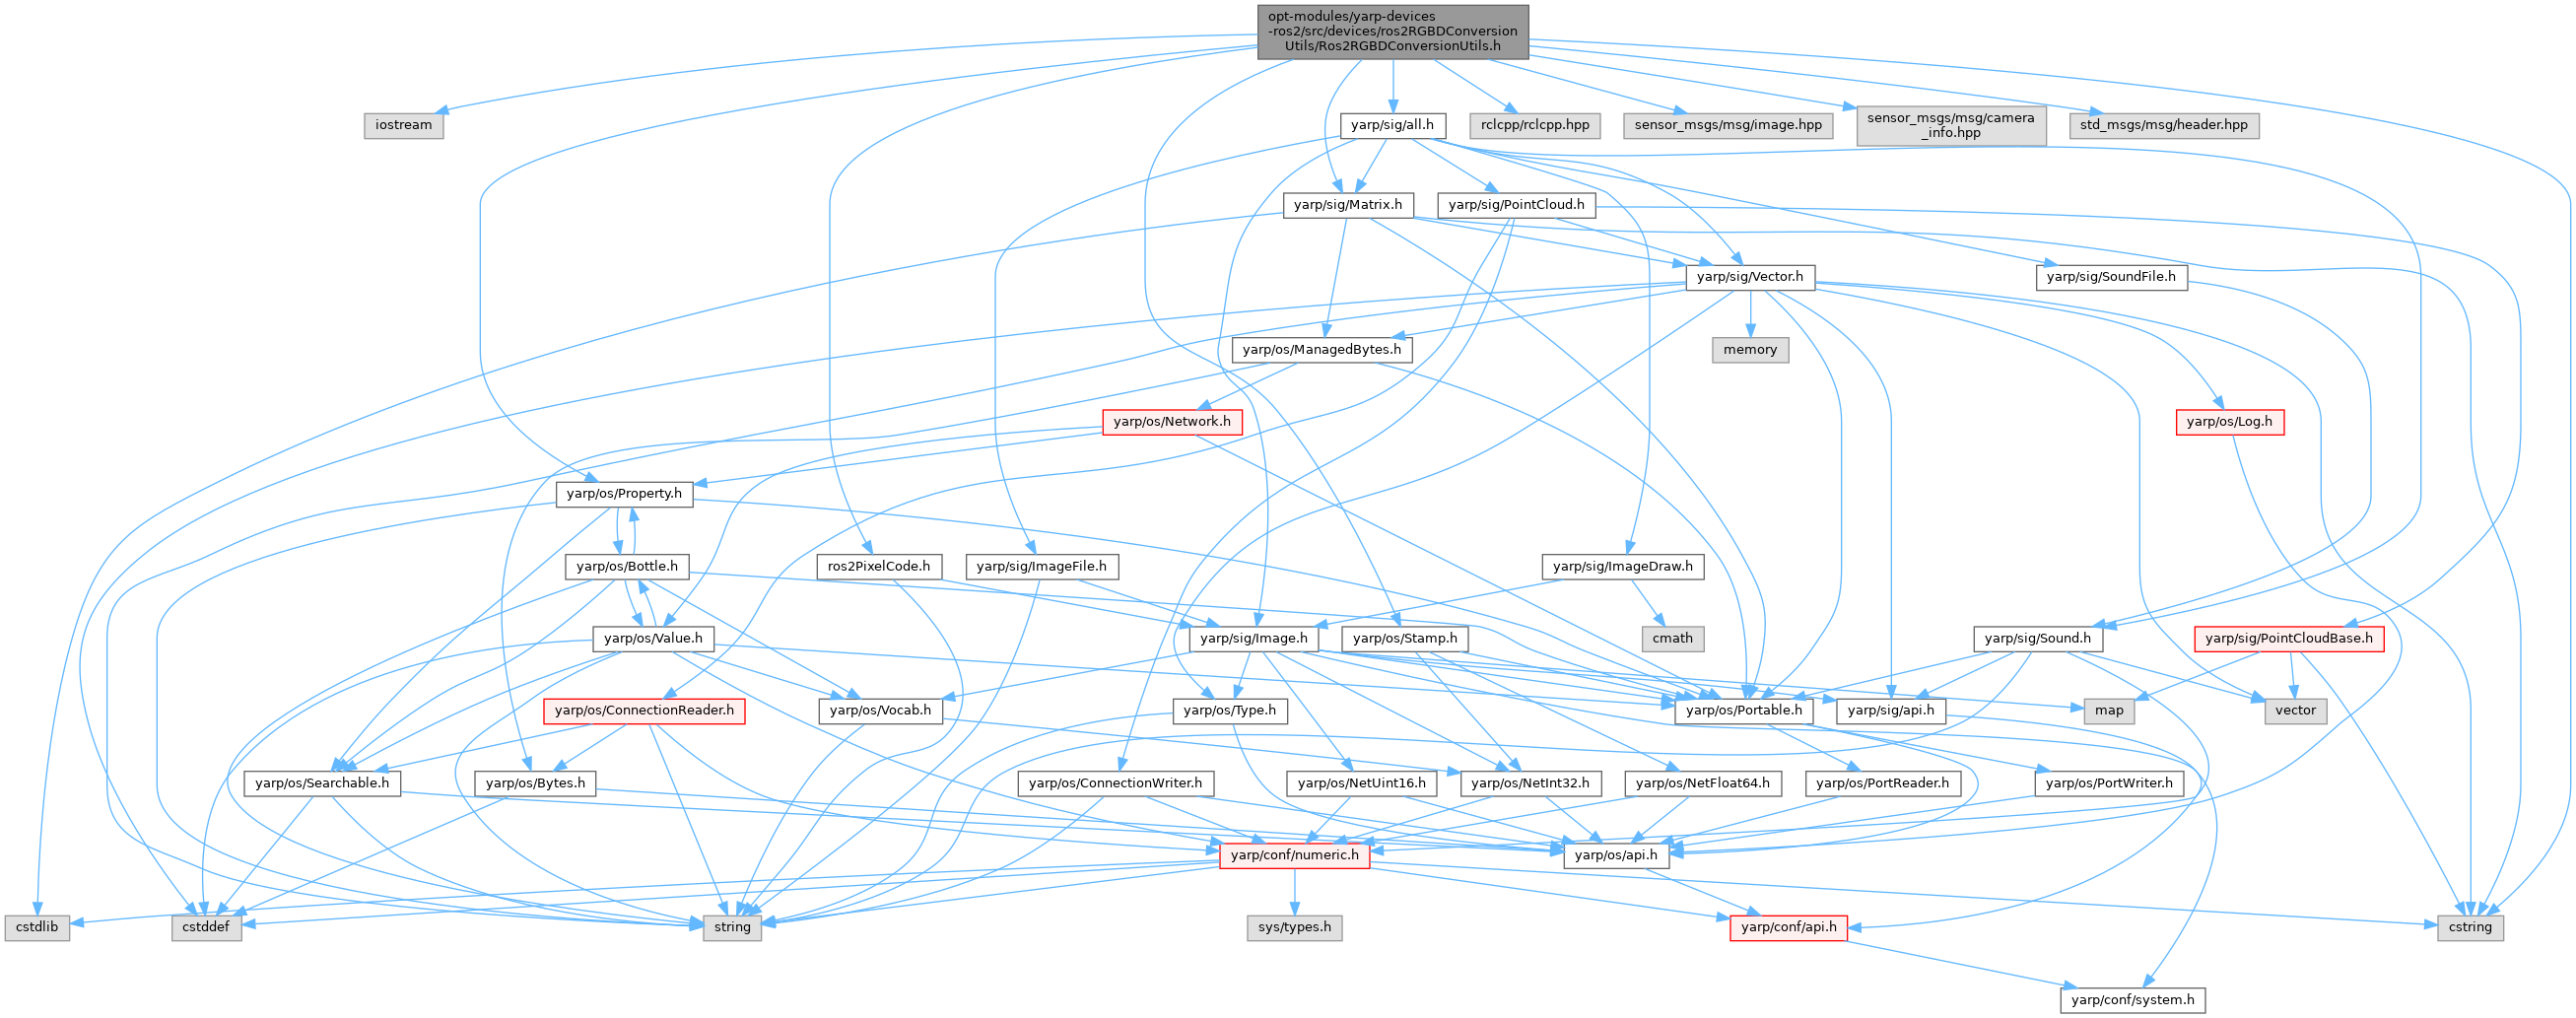 opt-modules/yarp-devices
-ros2/src/devices/ros2RGBDConversion
Utils/Ros2RGBDConversionUtils.h
iostream
yarp/sig/all.h
rclcpp/rclcpp.hpp
sensor_msgs/msg/image.hpp
sensor_msgs/msg/camera
_info.hpp
std_msgs/msg/header.hpp
yarp/sig/Matrix.h
yarp/sig/PointCloud.h
yarp/sig/Vector.h
yarp/sig/SoundFile.h
yarp/os/ManagedBytes.h
memory
yarp/os/Network.h
yarp/os/Log.h
yarp/os/Property.h
yarp/os/Bottle.h
ros2PixelCode.h
yarp/sig/ImageFile.h
yarp/sig/ImageDraw.h
yarp/os/Value.h
yarp/sig/Image.h
yarp/os/Stamp.h
cmath
yarp/sig/Sound.h
yarp/sig/PointCloudBase.h
yarp/os/ConnectionReader.h
yarp/os/Vocab.h
yarp/os/Type.h
yarp/os/Portable.h
yarp/sig/api.h
map
vector
yarp/os/Searchable.h
yarp/os/Bytes.h
yarp/os/ConnectionWriter.h
yarp/os/NetUint16.h
yarp/os/NetInt32.h
yarp/os/NetFloat64.h
yarp/os/PortReader.h
yarp/os/PortWriter.h
yarp/conf/numeric.h
yarp/os/api.h
cstdlib
cstddef
string
sys/types.h
yarp/conf/api.h
cstring
yarp/conf/system.h